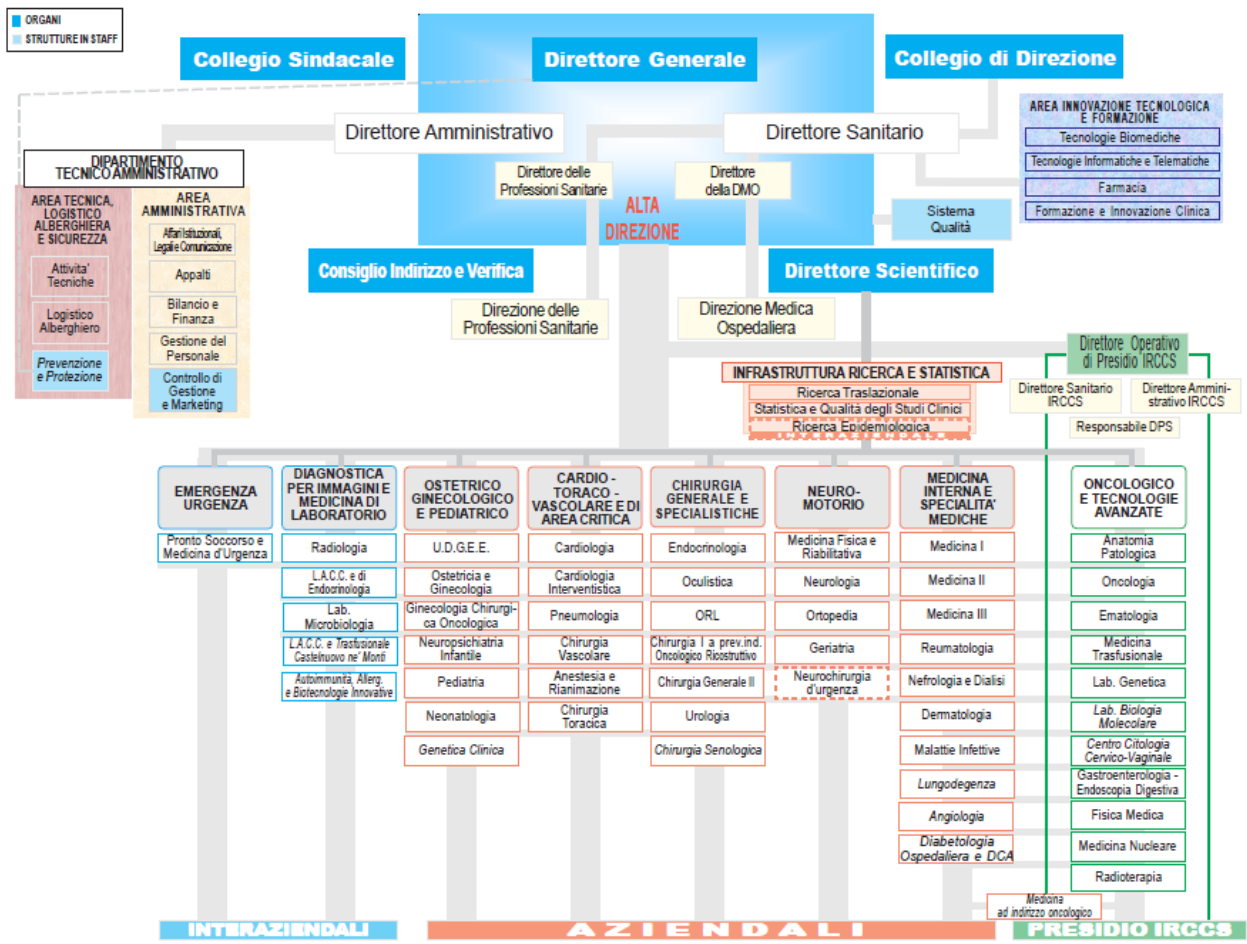 ORGANI
STRUTTURE IN STAFF
Collegio Sindacale
Direttore Generale
Collegio di Direzione
Direttore Amministrativo
Direttore Sanitario
AREA INNOVAZIONE TECNOLOGICA
E FORMAZIONE
Tecnologie Biomediche
Tecnologie Informatiche e Telematiche
Farmacia
Formazione e Innovazione Clinica
DIPARTIMENTO
TECNICO AMMINISTRATIVO
AREA TECNICA,
LOGISTICO
ALBERGHIERA
E SICUREZZA
Attivita'
Tecniche
Logistico
Alberghiero
Prevenzione
e Protezione
AREA
AMMINISTRATIVA
Affari Istituzionali,
Legali e Comunicazione
Appalti
Bilancio e
Finanza
Gestione del
Personale
Controllo di
Gestione
e Marketing
Direttore delle
Professioni Sanitarie
Direttore
della DMO
ALTA
DIREZIONE
Sistema
Qualità
Consiglio Indirizzo e Verifica
Direttore Scientifico
Direzione delle
Professioni Sanitarie
Direzione Medica
Ospedaliera
Direttore Operativo
di Presidio IRCCS
Direttore Sanitario
IRCCS
Direttore Ammini-
strativo IRCCS
Responsabile DPS
INFRASTRUTTURA RICERCA E STATISTICA
Ricerca Traslazionale
Statistica e Qualità degli Studi Clinici
Ricerca Epidemiologica
INTERAZIENDALE
EMERGENZA
URGENZA
Pronto Soccorso e
Medicina d'Urgenza
DIAGNOSTICA
PER IMMAGINI E
MEDICINA DI
LABORATORIO
Radiologia
L.A.C.C. e di
Endocrinologia
Lab.
Microbiologia
L.A.C.C. e Trasfusionale
Castelnuovo ne' Monti
Autoimmunità, Allerg.
e Biotecnologie Innovative
OSTETRICO
GINECOLOGICO
E PEDIATRICO
U.D.G.E.E.
Ostetricia e
Ginecologia
Ginecologia Chirurgi-
ca Oncologica
Neuropsichiatria
Infantile
Pediatria
Neonatologia
Genetica Clinica
CARDIO -
TORACO -
VASCOLARE E DI
AREA CRITICA
Cardiologia
Cardiologia
Interventistica
Pneumologia
Chirurgia
Vascolare
Anestesia e
Rianimazione
Chirurgia
Toracica
CHIRURGIA
GENERALE E
SPECIALISTICHE
Endocrinologia
Oculistica
ORL
Chirurgia I a prev.ind.
Oncologico Ricostruttivo
Chirurgia Generale II
Urologia
Chirurgia Senologica
NEURO-
MOTORIO
Medicina Fisica e
Riabilitativa
Neurologia
Ortopedia
Geriatria
Neurochirurgia
d'urgenza
MEDICINA
INTERNA E
SPECIALITA'
MEDICHE
Medicina I
Medicina II
Medicina III
Reumatologia
Nefrologia e Dialisi
Dermatologia
Malattie Infettive
Lungodegenza
Angiologia
Diabetologia
Ospedaliera e DCA
ONCOLOGICO
E TECNOLOGIE
AVANZATE
Anatomia
Patologica
Oncologia
Ematologia
Medicina
Trasfusionale
Lab. Genetica
Lab. Biologia
Molecolare
Centro Citologia
Cervico-Vaginale
Gastroenterologia -
Endoscopia Digestiva
Fisica Medica
Medicina Nucleare
Radioterapia
Medicina
ad indirizzo oncologico
INTERAZIENDALI
AZIENDALI
PRESIDIO IRCCS